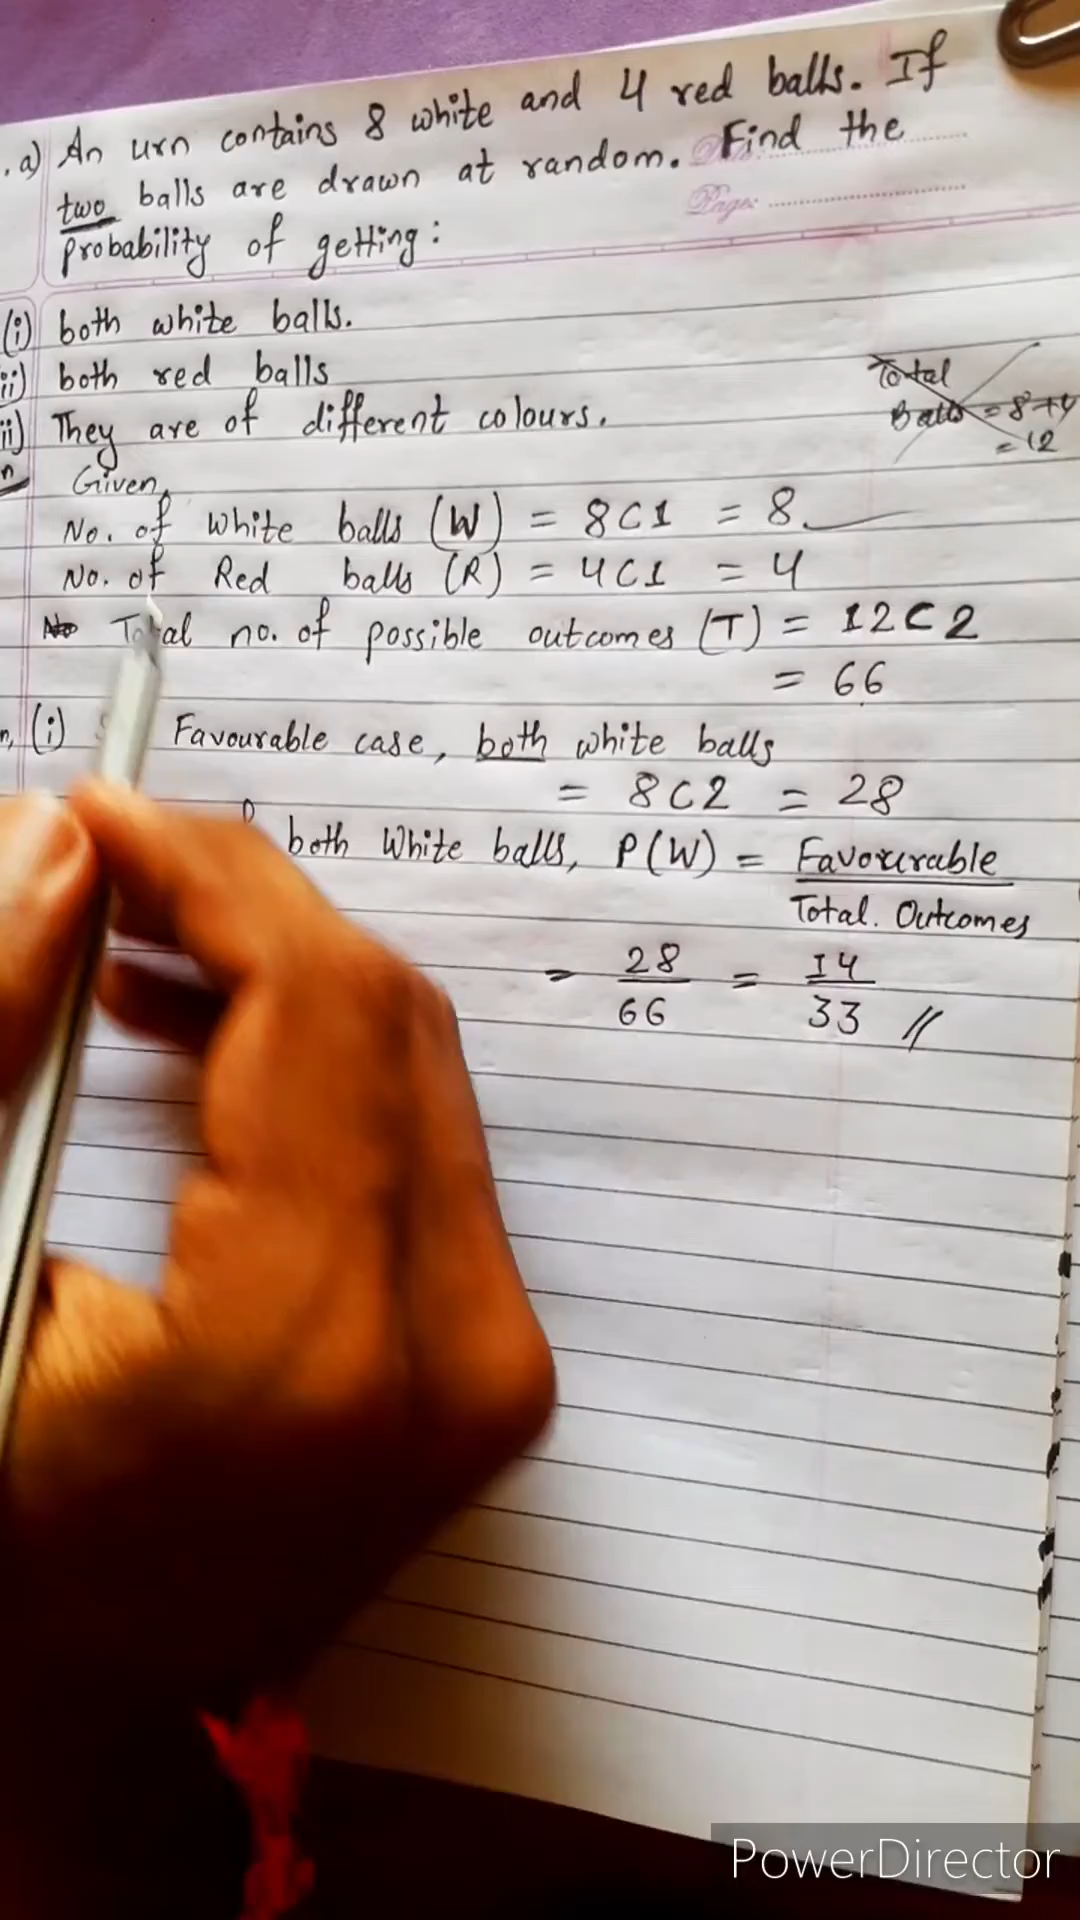 .a) An urn contains 8 white and 4 red balls. If
two balls are drawn at random. Find the
Page:
probability of getting:
(i) both white balls.
ii) both red balls
ii) They are of different colours.
Total
Balls = 8+4
= 12
n
Given,
No. of White balls (W) = 8C1 = 8
No. of Red balls (R) = 4C1 = 4
No Total no. of possible outcomes (T) = 12C2
= 66
n, (i) Favourable case, both white balls
= 8C2 = 28
both White balls, P(W) = Favourable
Total. Outcomes
= 28 = 14
66 33 //
PowerDirector